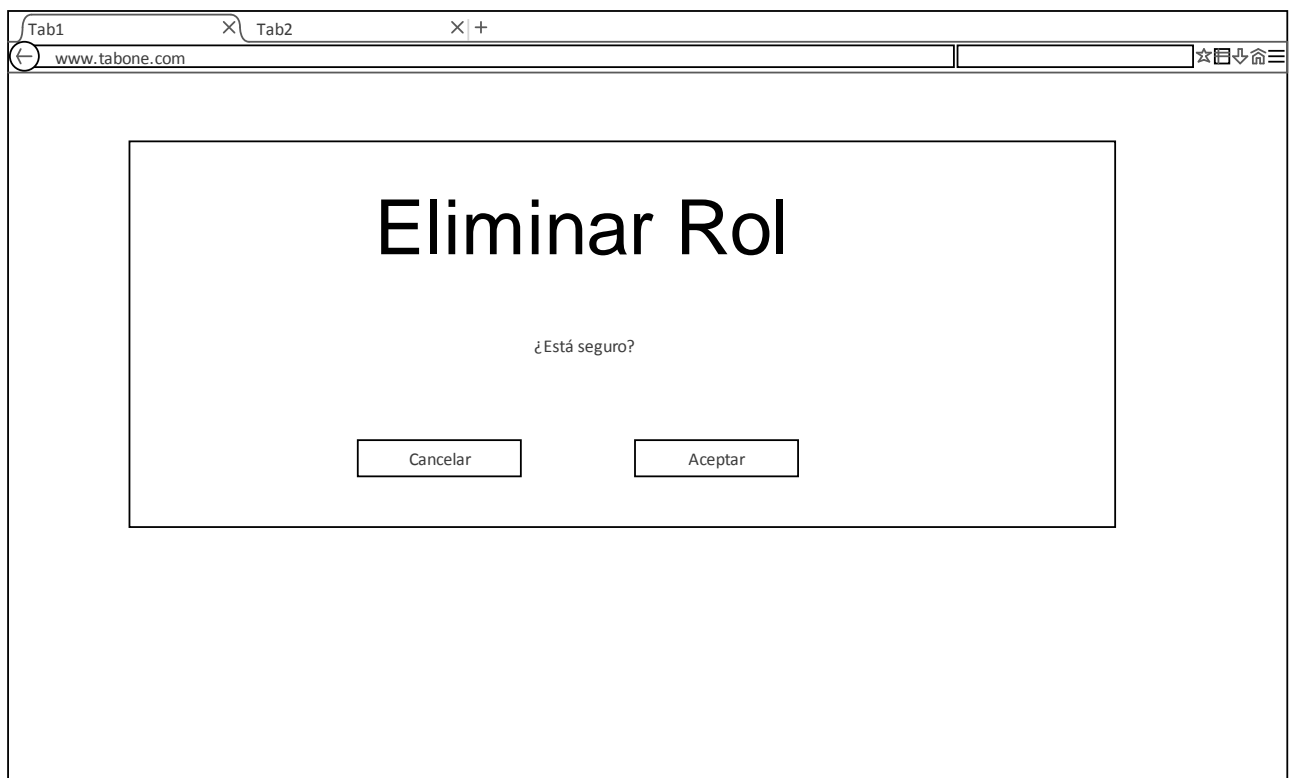 Tab1 Tab2
www.tabone.com
Eliminar Rol
¿Está seguro?
Cancelar Aceptar